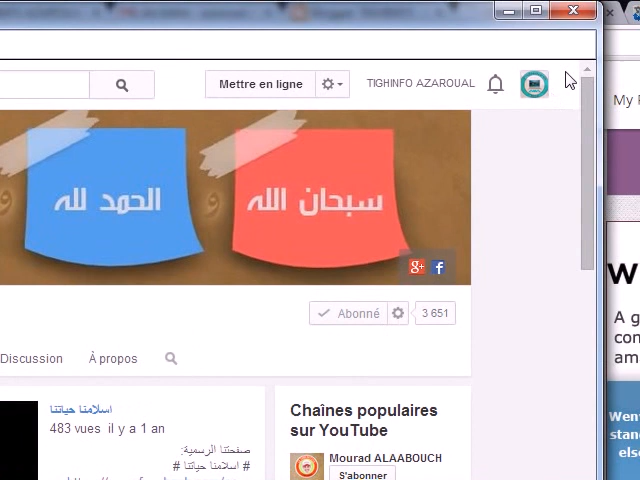 Mettre en ligne
TIGHINFO AZAROUAL
My
الحمد لله
سبحان الله
g+ f
Abonné
3 651
Discussion
À propos
اسلامنا حياتنا
483 vues il y a 1 an
صفحتنا الرسمية:
# اسلامنا حياتنا #
Chaînes populaires
sur YouTube
Mourad ALAABOUCH
S'abonner
W
A g
con
am
Wen
stan
else